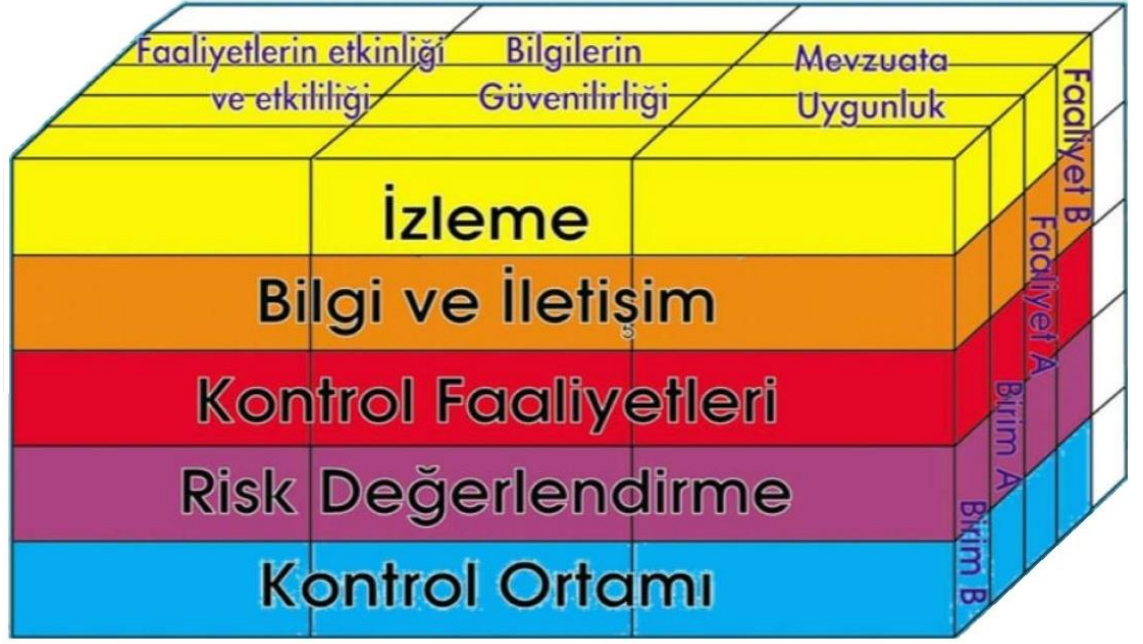 Faaliyetlerin etkinliği
ve etkililiği
Bilgilerin
Güvenilirliği
Mevzuata
Uygunluk
İzleme
Bilgi ve İletişim
5
Kontrol Faaliyetleri
Risk Değerlendirme
Kontrol Ortamı
Birim B
Birim A
Faaliyet A
Faaliyet B